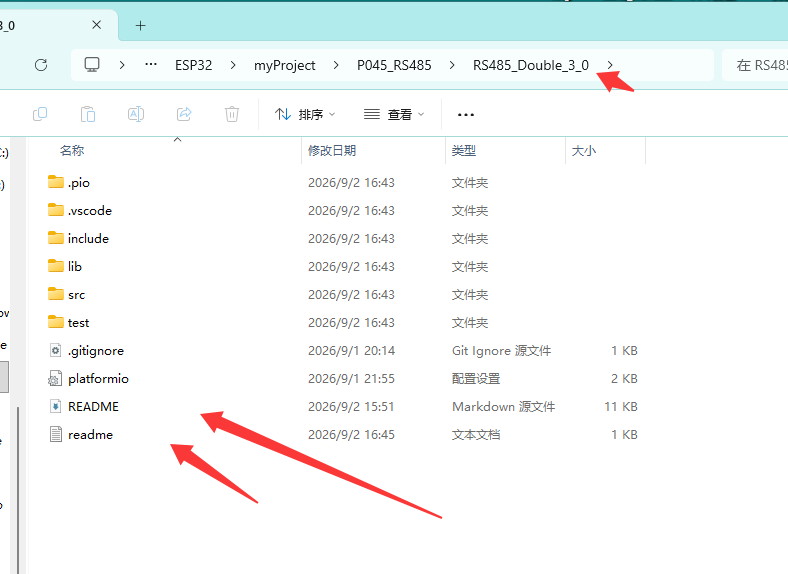 3_0
ESP32 myProject P045_RS485 RS485_Double_3_0 在 RS485
排序 查看
名称 修改日期 类型 大小
.pio 2026/9/2 16:43 文件夹
.vscode 2026/9/2 16:43 文件夹
include 2026/9/2 16:43 文件夹
lib 2026/9/2 16:43 文件夹
src 2026/9/2 16:43 文件夹
test 2026/9/2 16:43 文件夹
.gitignore 2026/9/1 20:14 Git Ignore 源文件 1 KB
platformio 2026/9/1 21:55 配置设置 2 KB
README 2026/9/2 15:51 Markdown 源文件 11 KB
readme 2026/9/2 16:45 文本文档 1 KB